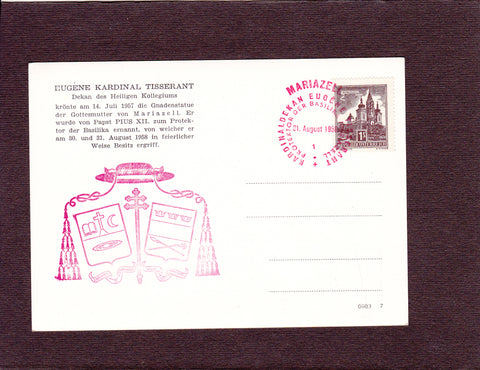 EUGÈNE KARDINAL TISSERANT
Dekan des Heiligen Kollegiums
krönte am 14. Juli 1957 die Gnadenstatue
der Gottesmutter von Mariazell. Er
wurde von Papst PIUS XII. zum Protek-
tor der Basilika ernannt, von welcher er
am 30. und 31. August 1958 in feierlicher
Weise Besitz ergriff.
MARIAZELL
KARDINALDEKAN EUGEN
PROTEKTOR DER BASILIKA
31. August 1958
1